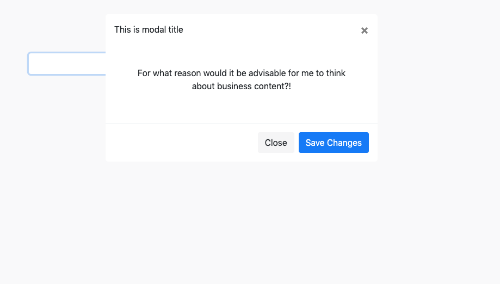 This is modal title
×
For what reason would it be advisable for me to think
about business content?!
Close
Save Changes